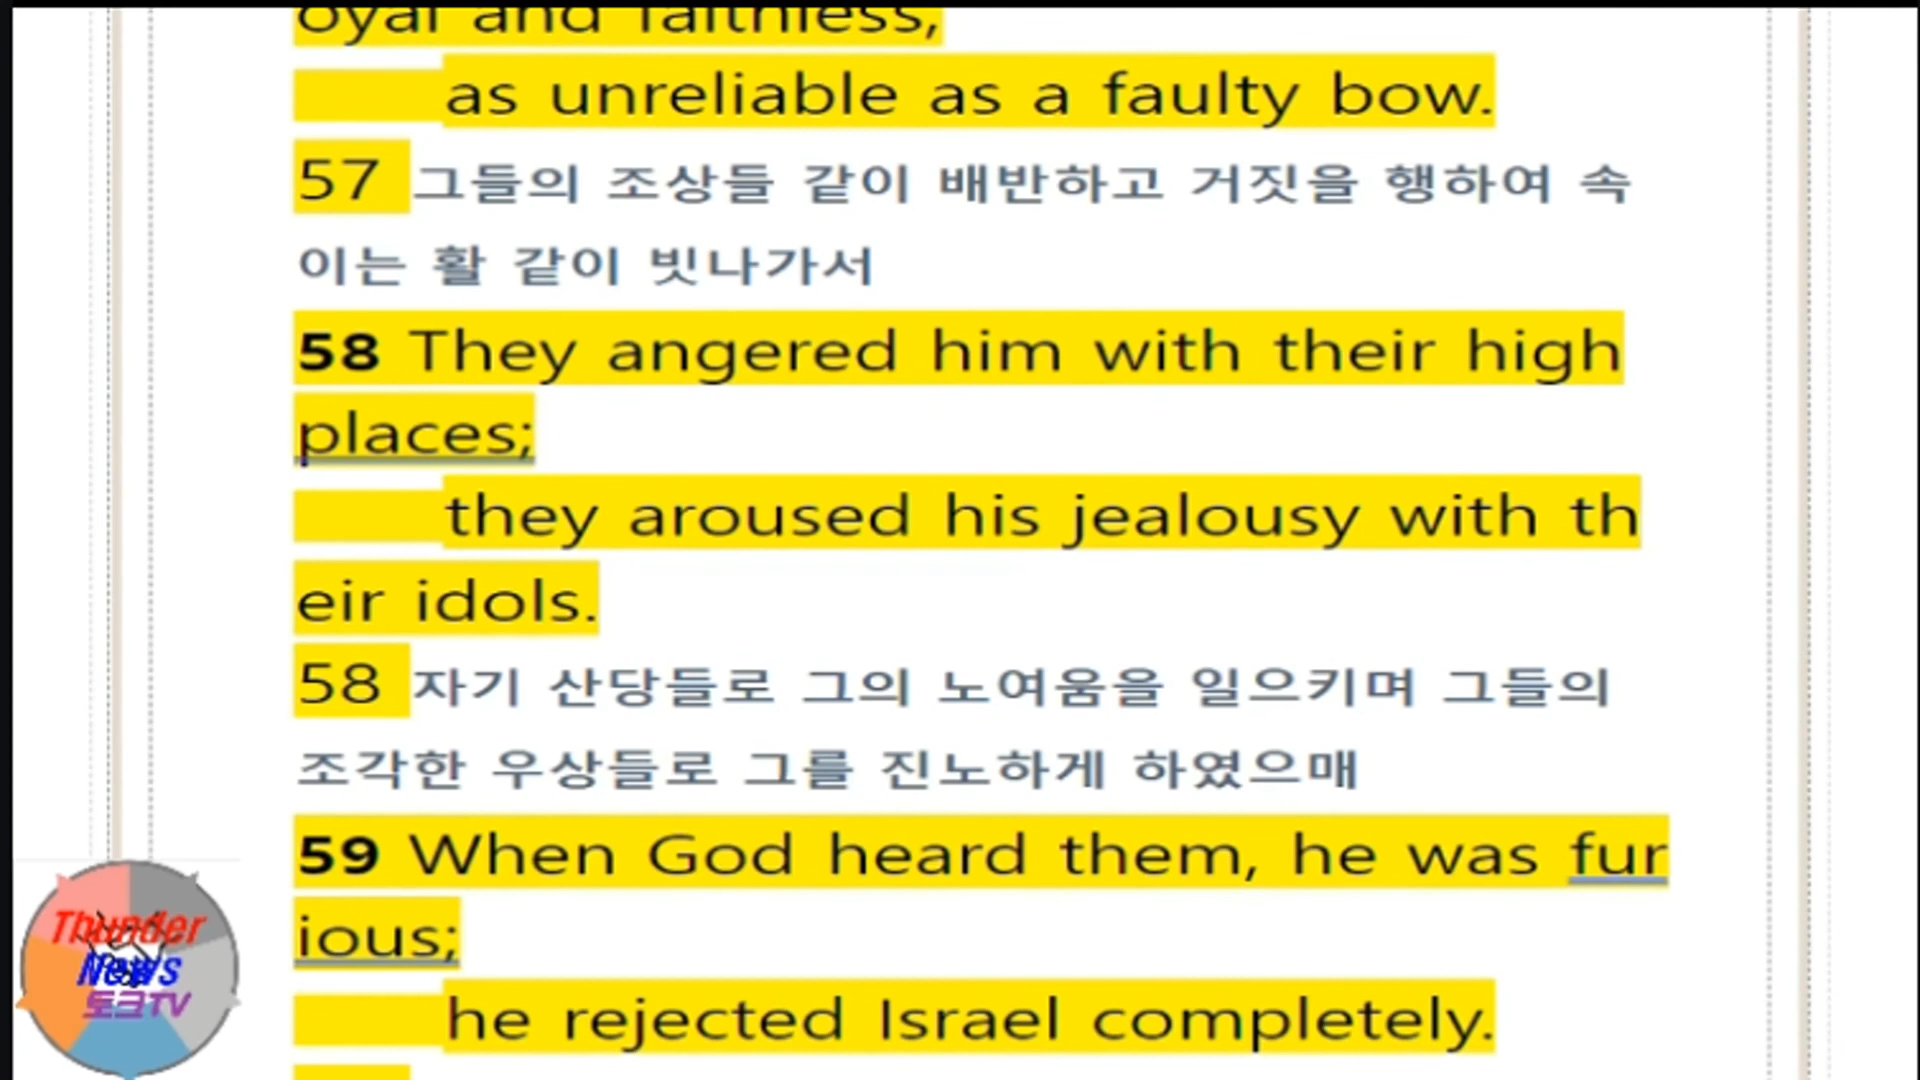 oyal and faithless,
as unreliable as a faulty bow.
57 그들의 조상들 같이 배반하고 거짓을 행하여 속
이는 활 같이 빗나가서
58 They angered him with their high
places;
they aroused his jealousy with th
eir idols.
58 자기 산당들로 그의 노여움을 일으키며 그들의
조각한 우상들로 그를 진노하게 하였으매
59 When God heard them, he was fur
ious;
he rejected Israel completely.
Thunder
News
토크TV